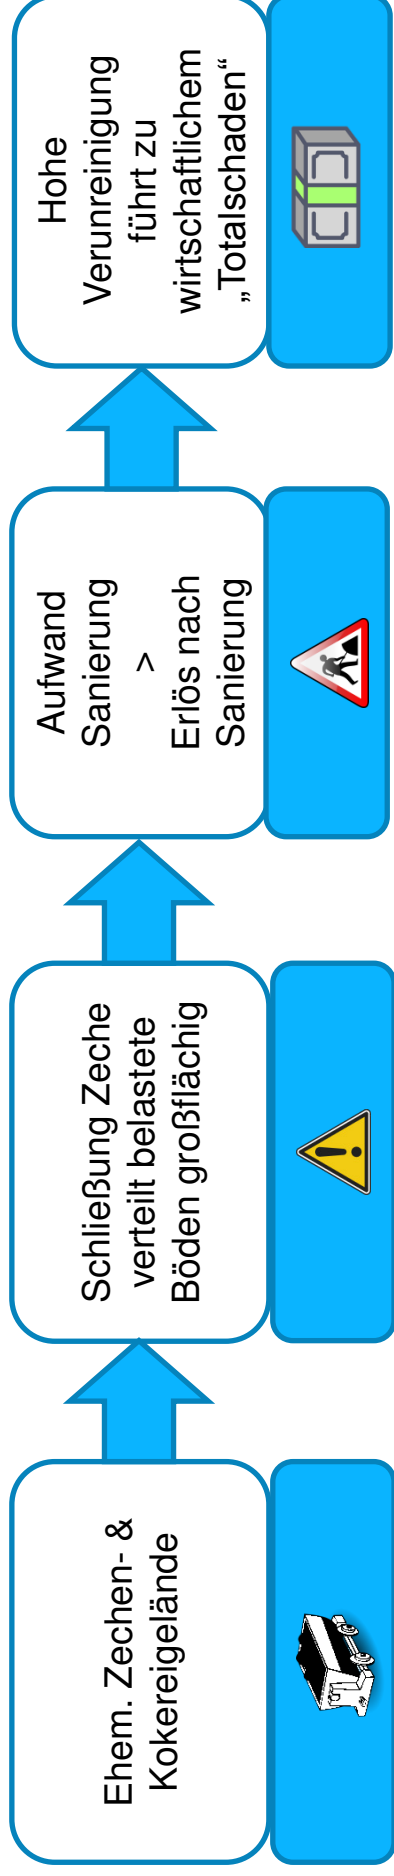 Ehem. Zechen- &
Kokereigelände
Schließung Zeche
verteilt belastete
Böden großflächig
Aufwand
Sanierung
>
Erlös nach
Sanierung
Hohe
Verunreinigung
führt zu
wirtschaftlichem
„Totalschaden“